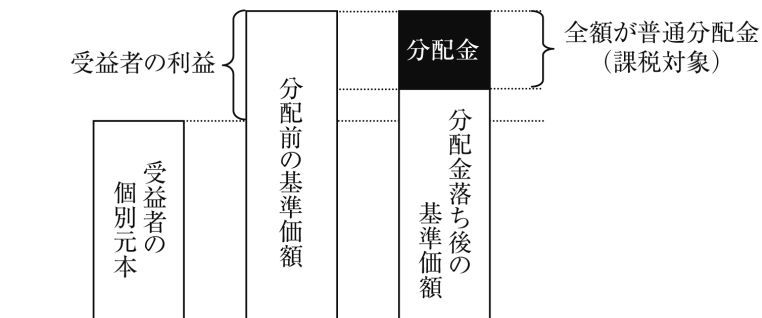 受益者の利益
分配金
全額が普通分配金
（課税対象）
受益者の
個別元本
分配前の基準価額
分配金落ち後の
基準価額